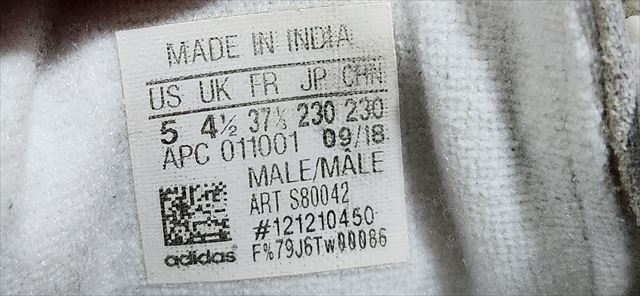 MADE IN INDIA
US UK FR JP CHN
5 4½ 37⅓ 230 230
APC 011001 09/18
MALE/MÂLE
ART S80042
#121210450
adidas F%79J6TW00086